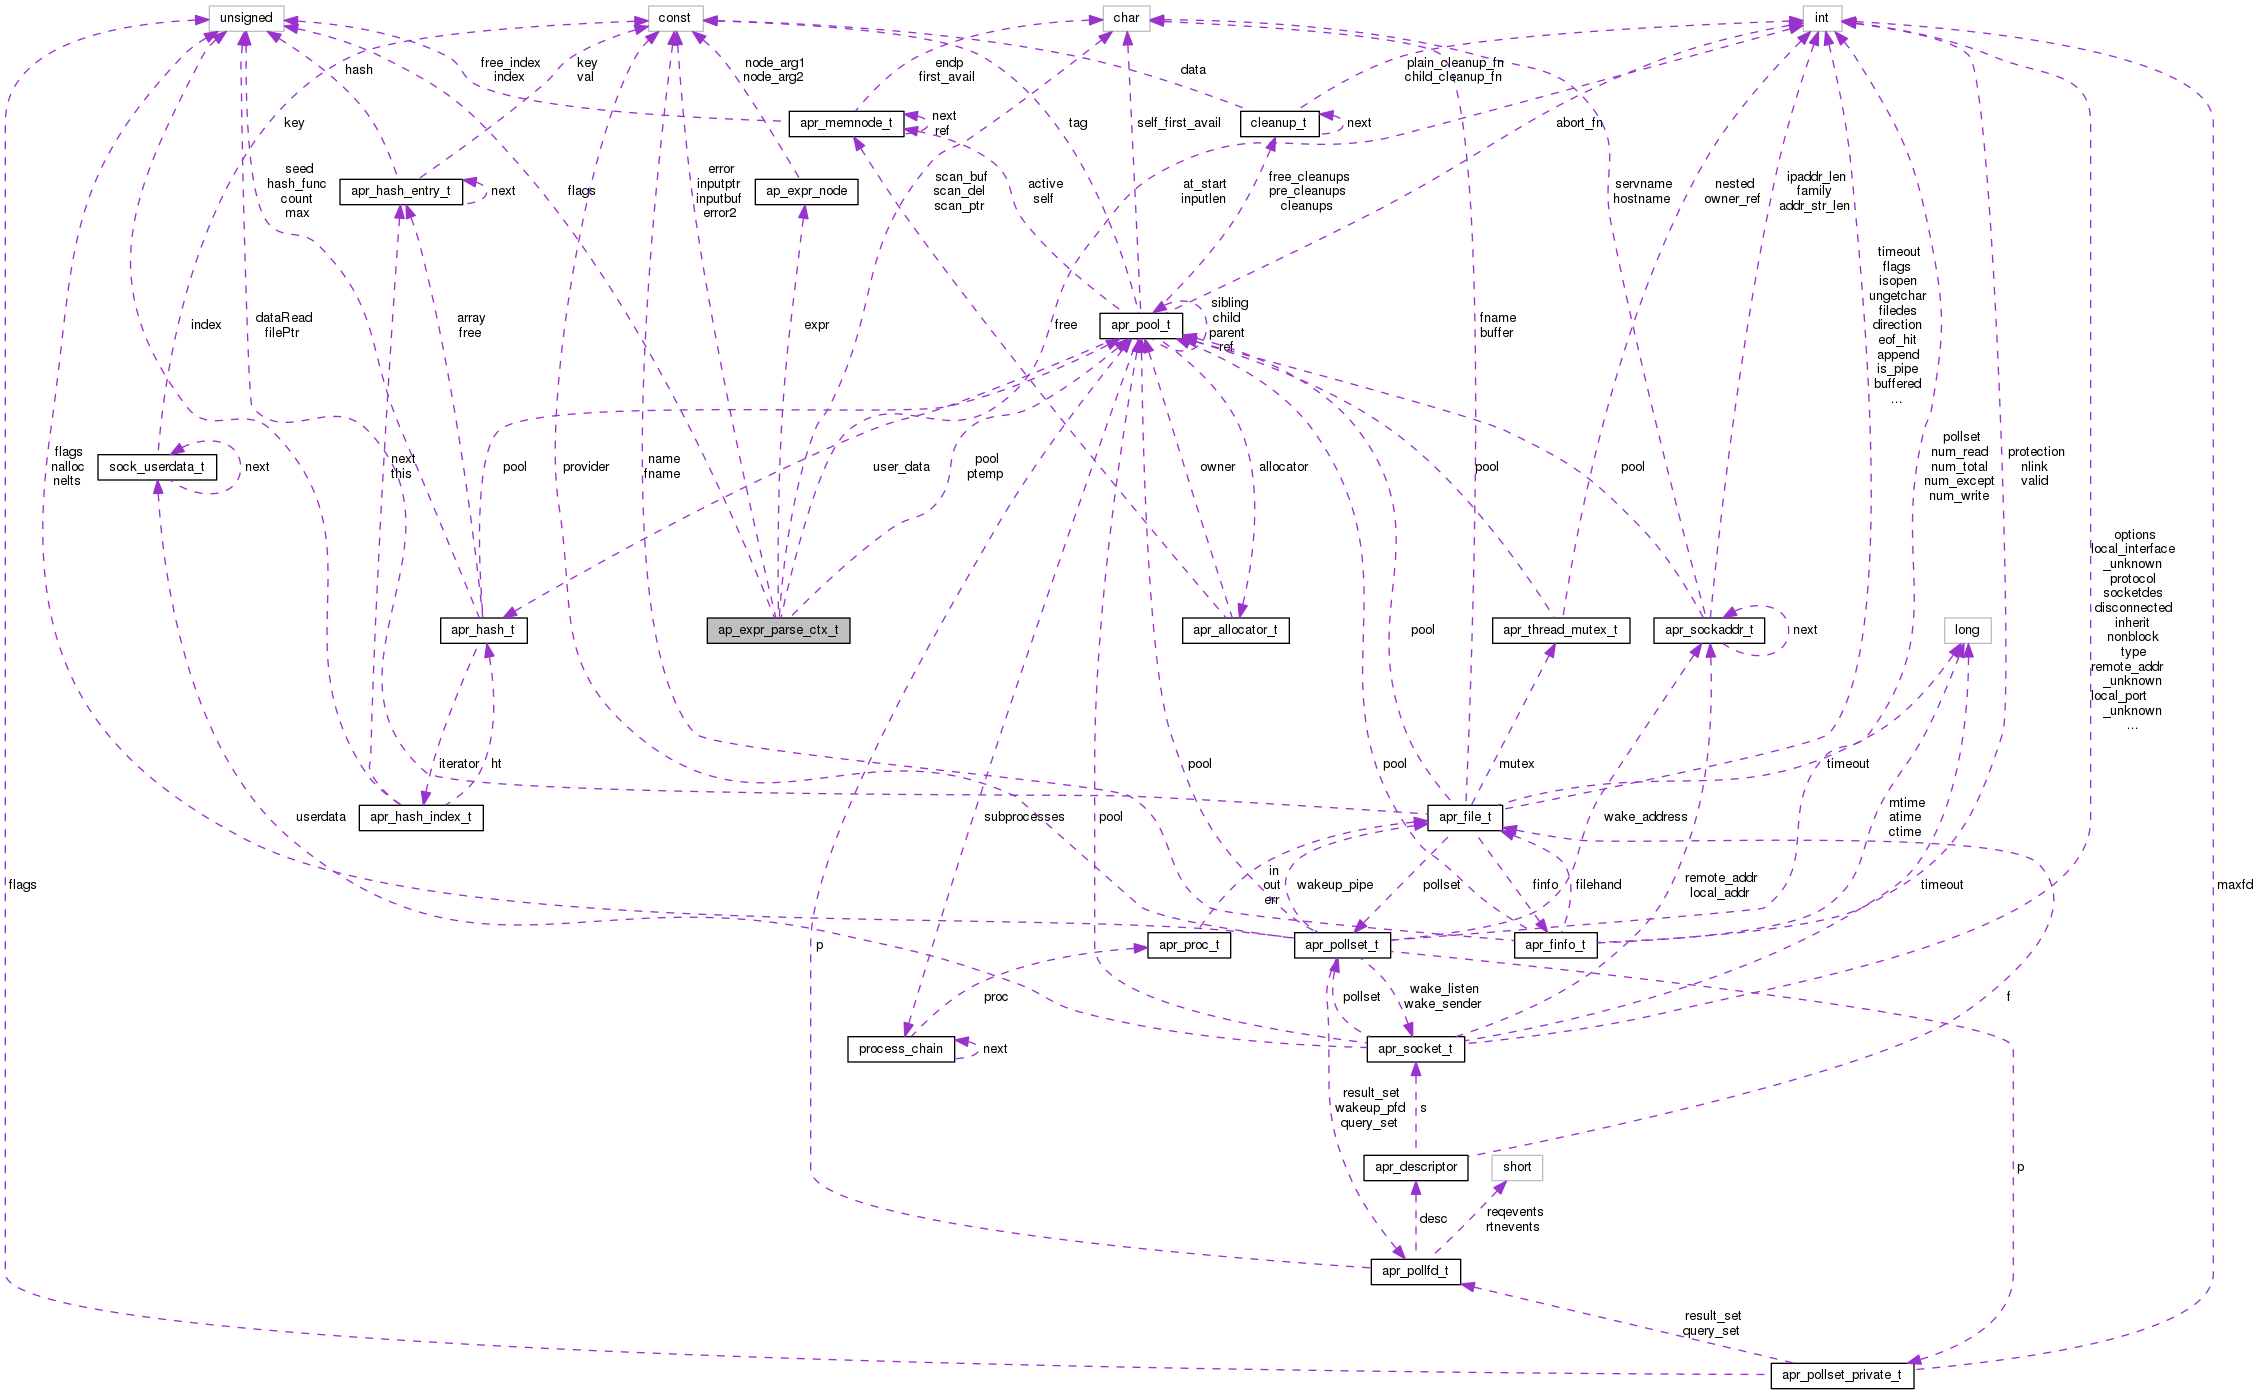 unsigned
const
char
int
hash
free_index
index
key
val
node_arg1
node_arg2
endp
first_avail
data
plain_cleanup_fn
child_cleanup_fn
key
apr_memnode_t
next
ref
tag
self_first_avail
cleanup_t
next
abort_fn
seed
hash_func
count
max
apr_hash_entry_t
next
flags
error
inputptr
inputbuf
error2
ap_expr_node
scan_buf
scan_del
scan_ptr
active
self
at_start
inputlen
free_cleanups
pre_cleanups
cleanups
servname
hostname
nested
owner_ref
ipaddr_len
family
addr_str_len
index
dataRead
filePtr
array
free
expr
free
apr_pool_t
sibling
child
parent
ref
fname
buffer
timeout
flags
isopen
ungetchar
filedes
direction
eof_hit
append
is_pipe
buffered
...
flags
nalloc
nelts
sock_userdata_t
next
next
this
pool
provider
name
fname
user_data
pool
ptemp
owner
allocator
pool
pool
pollset
num_read
num_total
num_except
num_write
protection
nlink
valid
apr_hash_t
ap_expr_parse_ctx_t
apr_allocator_t
pool
apr_thread_mutex_t
apr_sockaddr_t
next
long
options
local_interface
_unknown
protocol
socketdes
disconnected
inherit
nonblock
type
remote_addr
_unknown
local_port
_unknown
...
iterator
ht
pool
pool
mutex
timeout
apr_hash_index_t
userdata
subprocesses
pool
apr_file_t
wake_address
mtime
atime
ctime
flags
in
out
err
wakeup_pipe
pollset
finfo
filehand
remote_addr
local_addr
timeout
maxfd
p
apr_proc_t
apr_pollset_t
apr_finfo_t
proc
pollset
wake_listen
wake_sender
f
process_chain
next
apr_socket_t
result_set
wakeup_pfd
query_set
s
apr_descriptor
short
p
desc
reqevents
rtnevents
apr_pollfd_t
result_set
query_set
apr_pollset_private_t